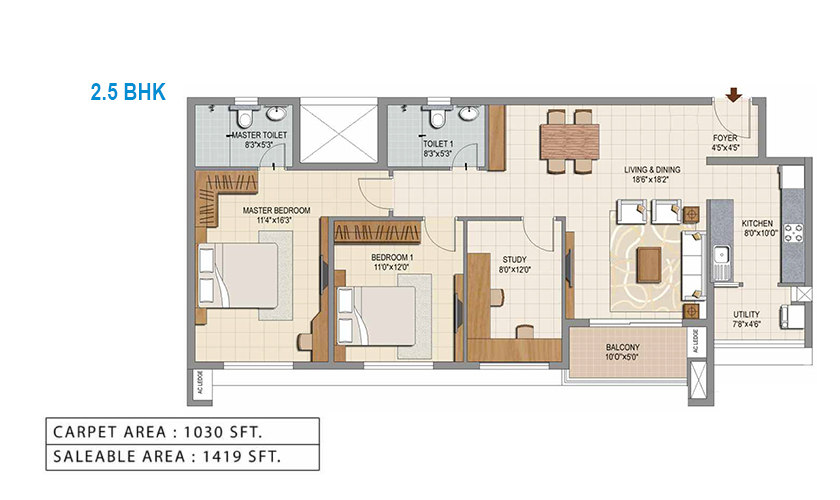 2.5 BHK
MASTER TOILET
8'3"x5'3"
TOILET 1
8'3"x5'3"
FOYER
4'5"x4'5"
LIVING & DINING
18'6"x18'2"
MASTER BEDROOM
11'4"x16'3"
KITCHEN
8'0"x10'0"
BEDROOM 1
11'0"x12'0"
STUDY
8'0"x12'0"
UTILITY
7'8"x4'6"
BALCONY
10'0"x5'0"
AC LEDGE
AC LEDGE
CARPET AREA : 1030 SFT.
SALEABLE AREA : 1419 SFT.